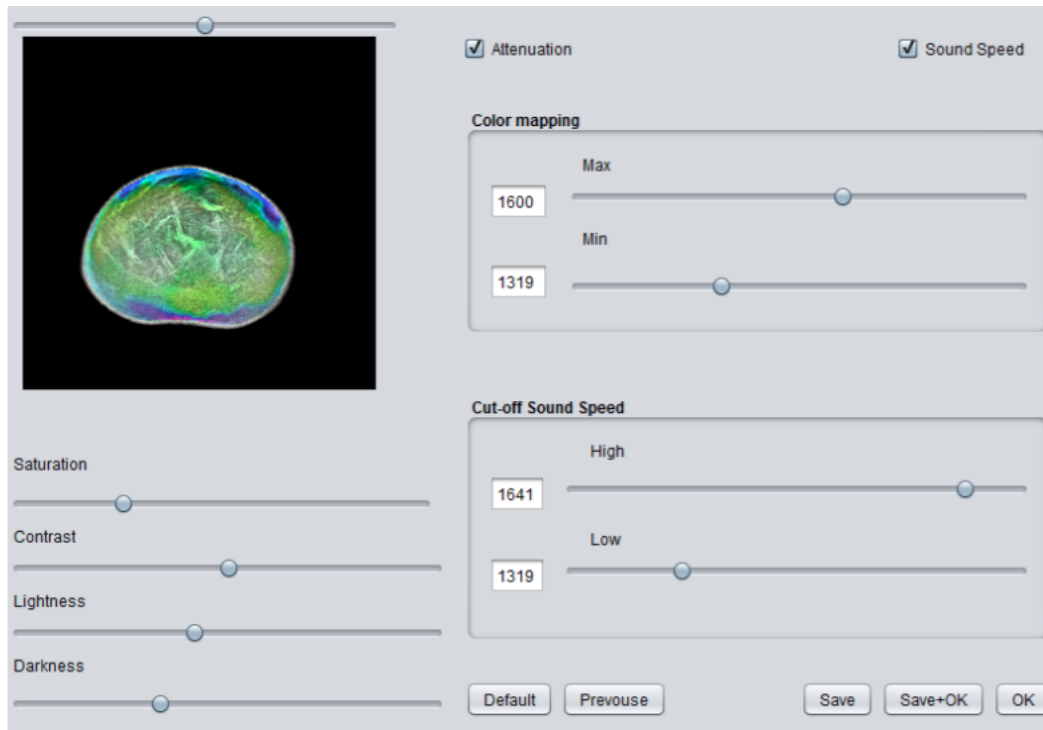 Attenuation
Sound Speed
Color mapping
Max
1600
Min
1319
Cut-off Sound Speed
High
1641
Low
1319
Saturation
Contrast
Lightness
Darkness
Default
Prevouse
Save
Save+OK
OK